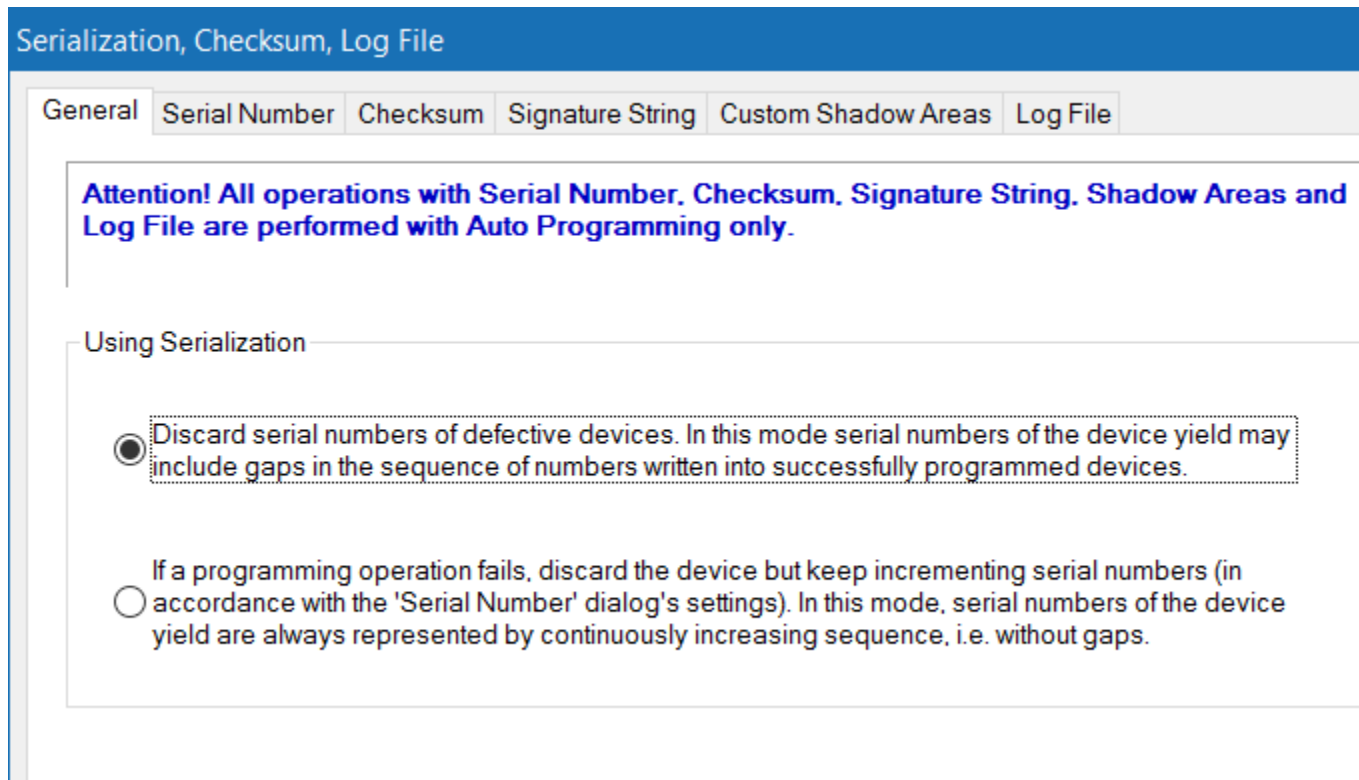 Serialization, Checksum, Log File
General Serial Number Checksum Signature String Custom Shadow Areas Log File
Attention! All operations with Serial Number, Checksum, Signature String, Shadow Areas and
Log File are performed with Auto Programming only.
Using Serialization
Discard serial numbers of defective devices. In this mode serial numbers of the device yield may
include gaps in the sequence of numbers written into successfully programmed devices.
If a programming operation fails, discard the device but keep incrementing serial numbers (in
accordance with the 'Serial Number' dialog's settings). In this mode, serial numbers of the device
yield are always represented by continuously increasing sequence, i.e. without gaps.